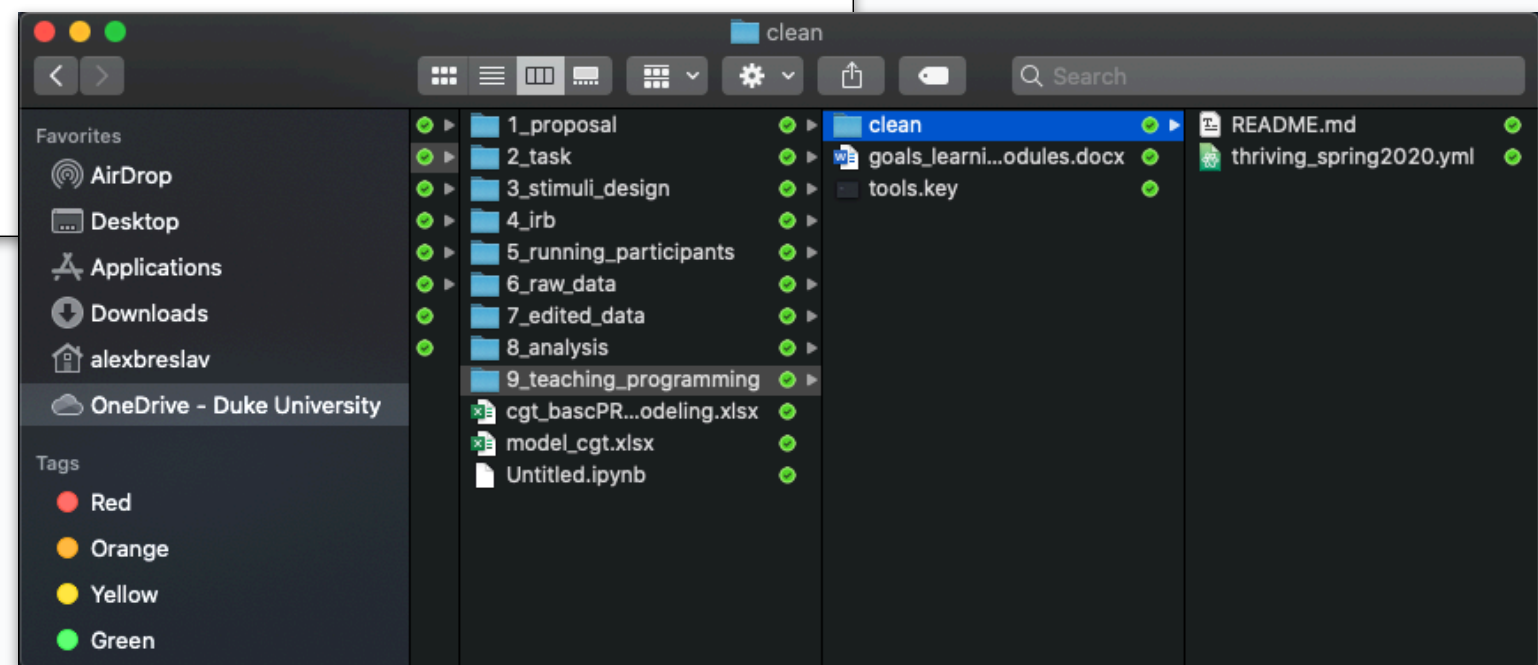 clean
Search
Favorites
AirDrop
Desktop
Applications
Downloads
alexbreslav
OneDrive - Duke University
Tags
Red
Orange
Yellow
Green
1_proposal
2_task
3_stimuli_design
4_irb
5_running_participants
6_raw_data
7_edited_data
8_analysis
9_teaching_programming
cgt_bascPR...odeling.xlsx
model_cgt.xlsx
Untitled.ipynb
clean
goals_learni...odules.docx
tools.key
README.md
thriving_spring2020.yml